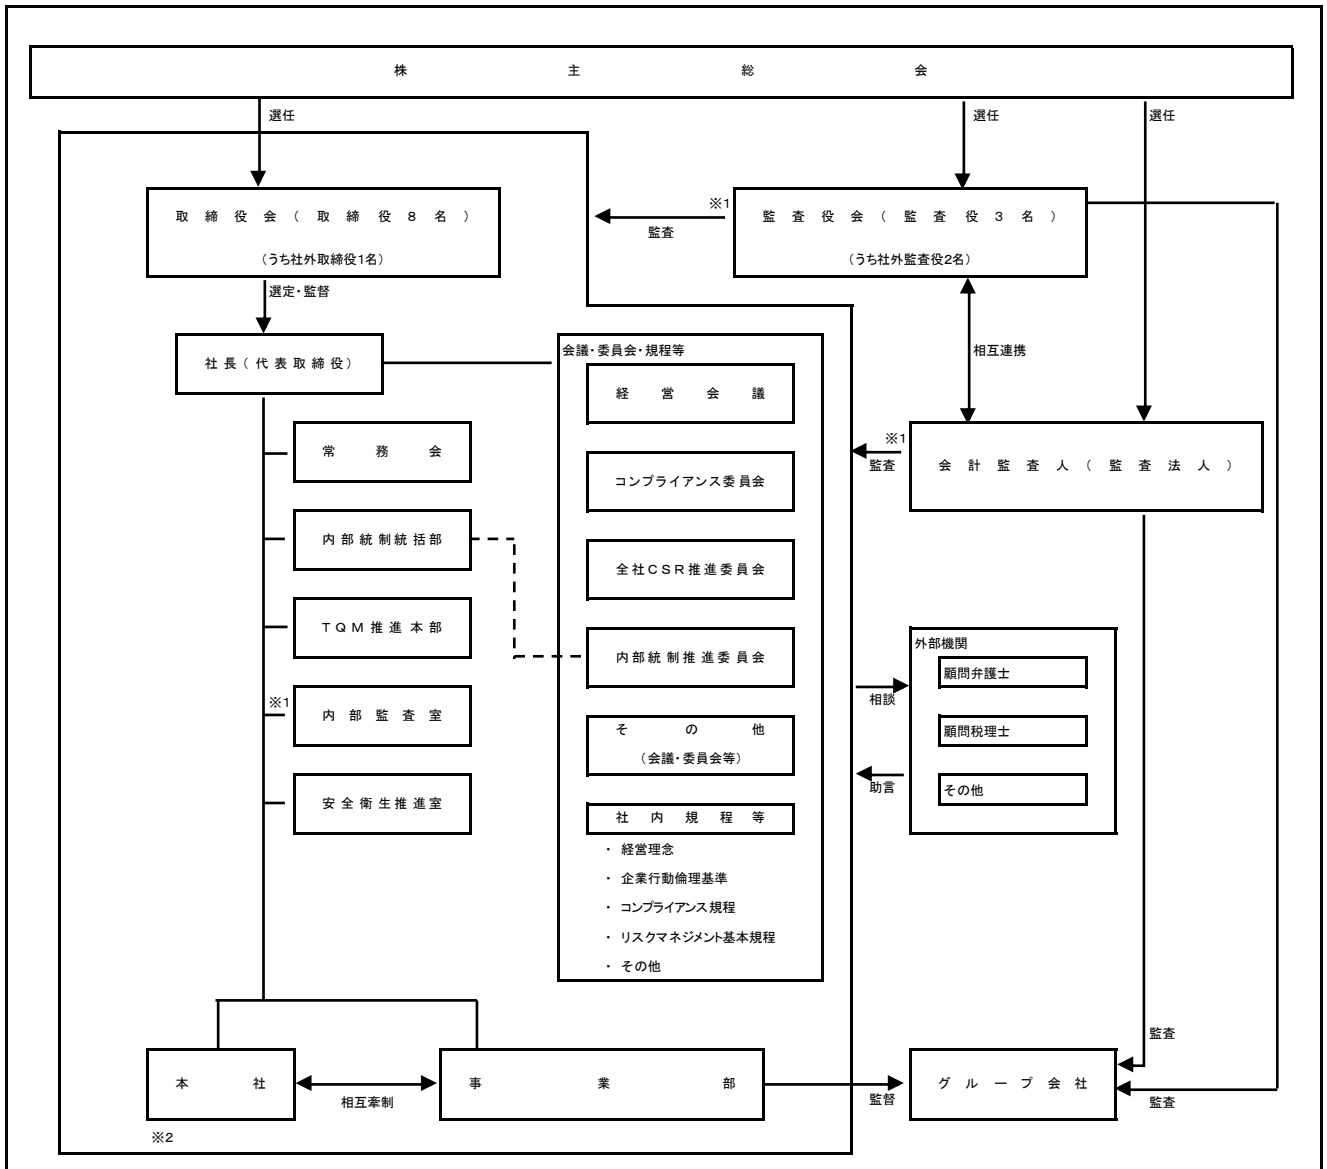 株主総会
選任
選任
選任
取締役会(取締役8名)
(うち社外取締役1名)
※1
監査
監査役会(監査役3名)
(うち社外監査役2名)
選定・監督
社長(代表取締役)
会議・委員会・規程等
相互連携
経営会議
常務会
※1
監査
会計監査人(監査法人)
コンプライアンス委員会
内部統制統括部
全社CSR推進委員会
TQM推進本部
内部統制推進委員会
外部機関
顧問弁護士
相談
※1
内部監査室
その他
(会議・委員会等)
顧問税理士
助言
その他
安全衛生推進室
社内規程等
・ 経営理念
・ 企業行動倫理基準
・ コンプライアンス規程
・ リスクマネジメント基本規程
・ その他
監査
本社
相互牽制
事業部
監督
グループ会社
監査
※2